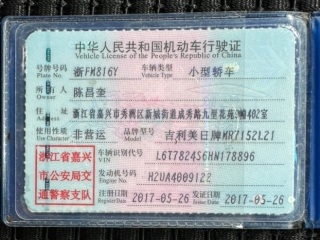 中华人民共和国机动车行驶证
Vehicle License of the People's Republic of China
号牌号码 浙FM816Y 车辆类型 小型轿车
Plate No. Vehicle Type
所有人 陈昌奎
Owner
住址 浙江省嘉兴市秀洲区新城街道成秀路九型花苑 402室
Address
使用性质 非营运 品牌型号 吉利美日牌MR7152L21
Use Character Model
浙江省嘉兴
市公安局交
通警察支队
车辆识别代号 L6T7824S6HN178896
VIN
发动机号码 H2UA4009122
Engine No.
注册日期 2017-05-26 发证日期 2017-05-26
Register Date Issue Date